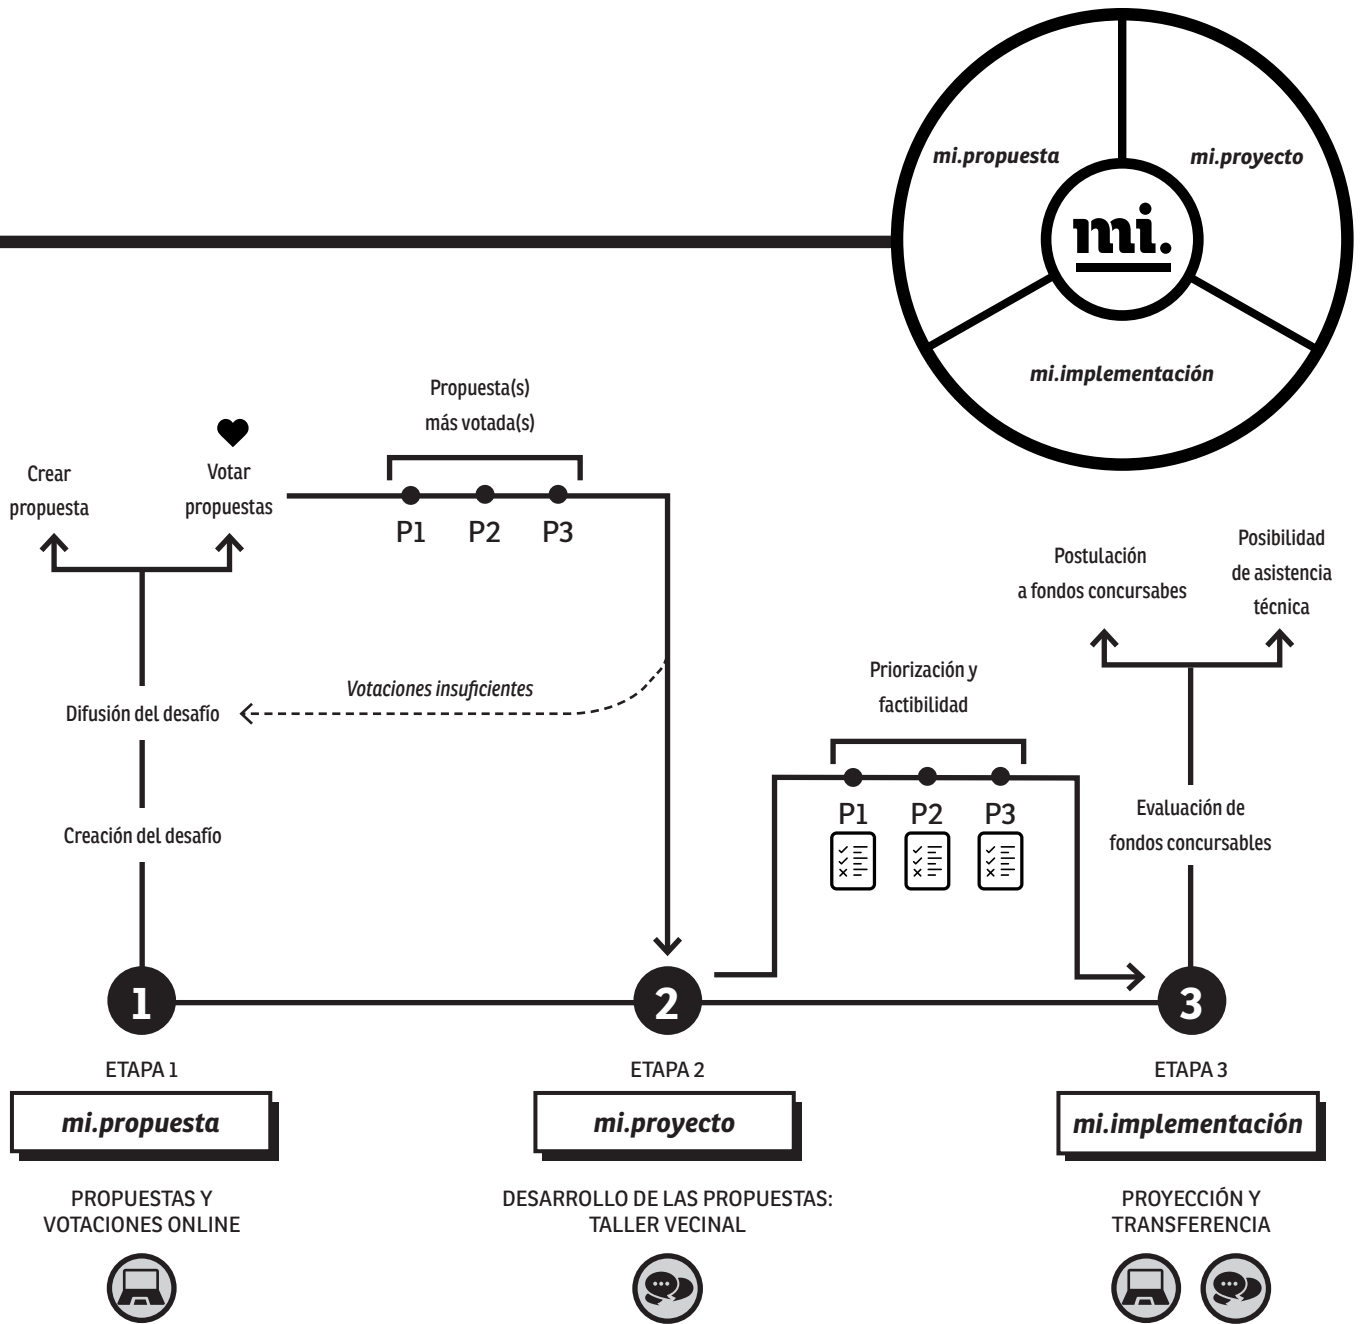 mi.propuesta
mi.proyecto
mi.
mi.implementación
Propuesta(s)
más votada(s)
Crear
propuesta
Votar
propuestas
P1
P2
P3
Votaciones insuficientes
Difusión del desafío
Creación del desafío
Priorización y
factibilidad
P1
P2
P3
Postulación
a fondos concursabes
Posibilidad
de asistencia
técnica
Evaluación de
fondos concursables
1
2
3
ETAPA 1
mi.propuesta
PROPUESTAS Y
VOTACIONES ONLINE
ETAPA 2
mi.proyecto
DESARROLLO DE LAS PROPUESTAS:
TALLER VECINAL
ETAPA 3
mi.implementación
PROYECCIÓN Y
TRANSFERENCIA